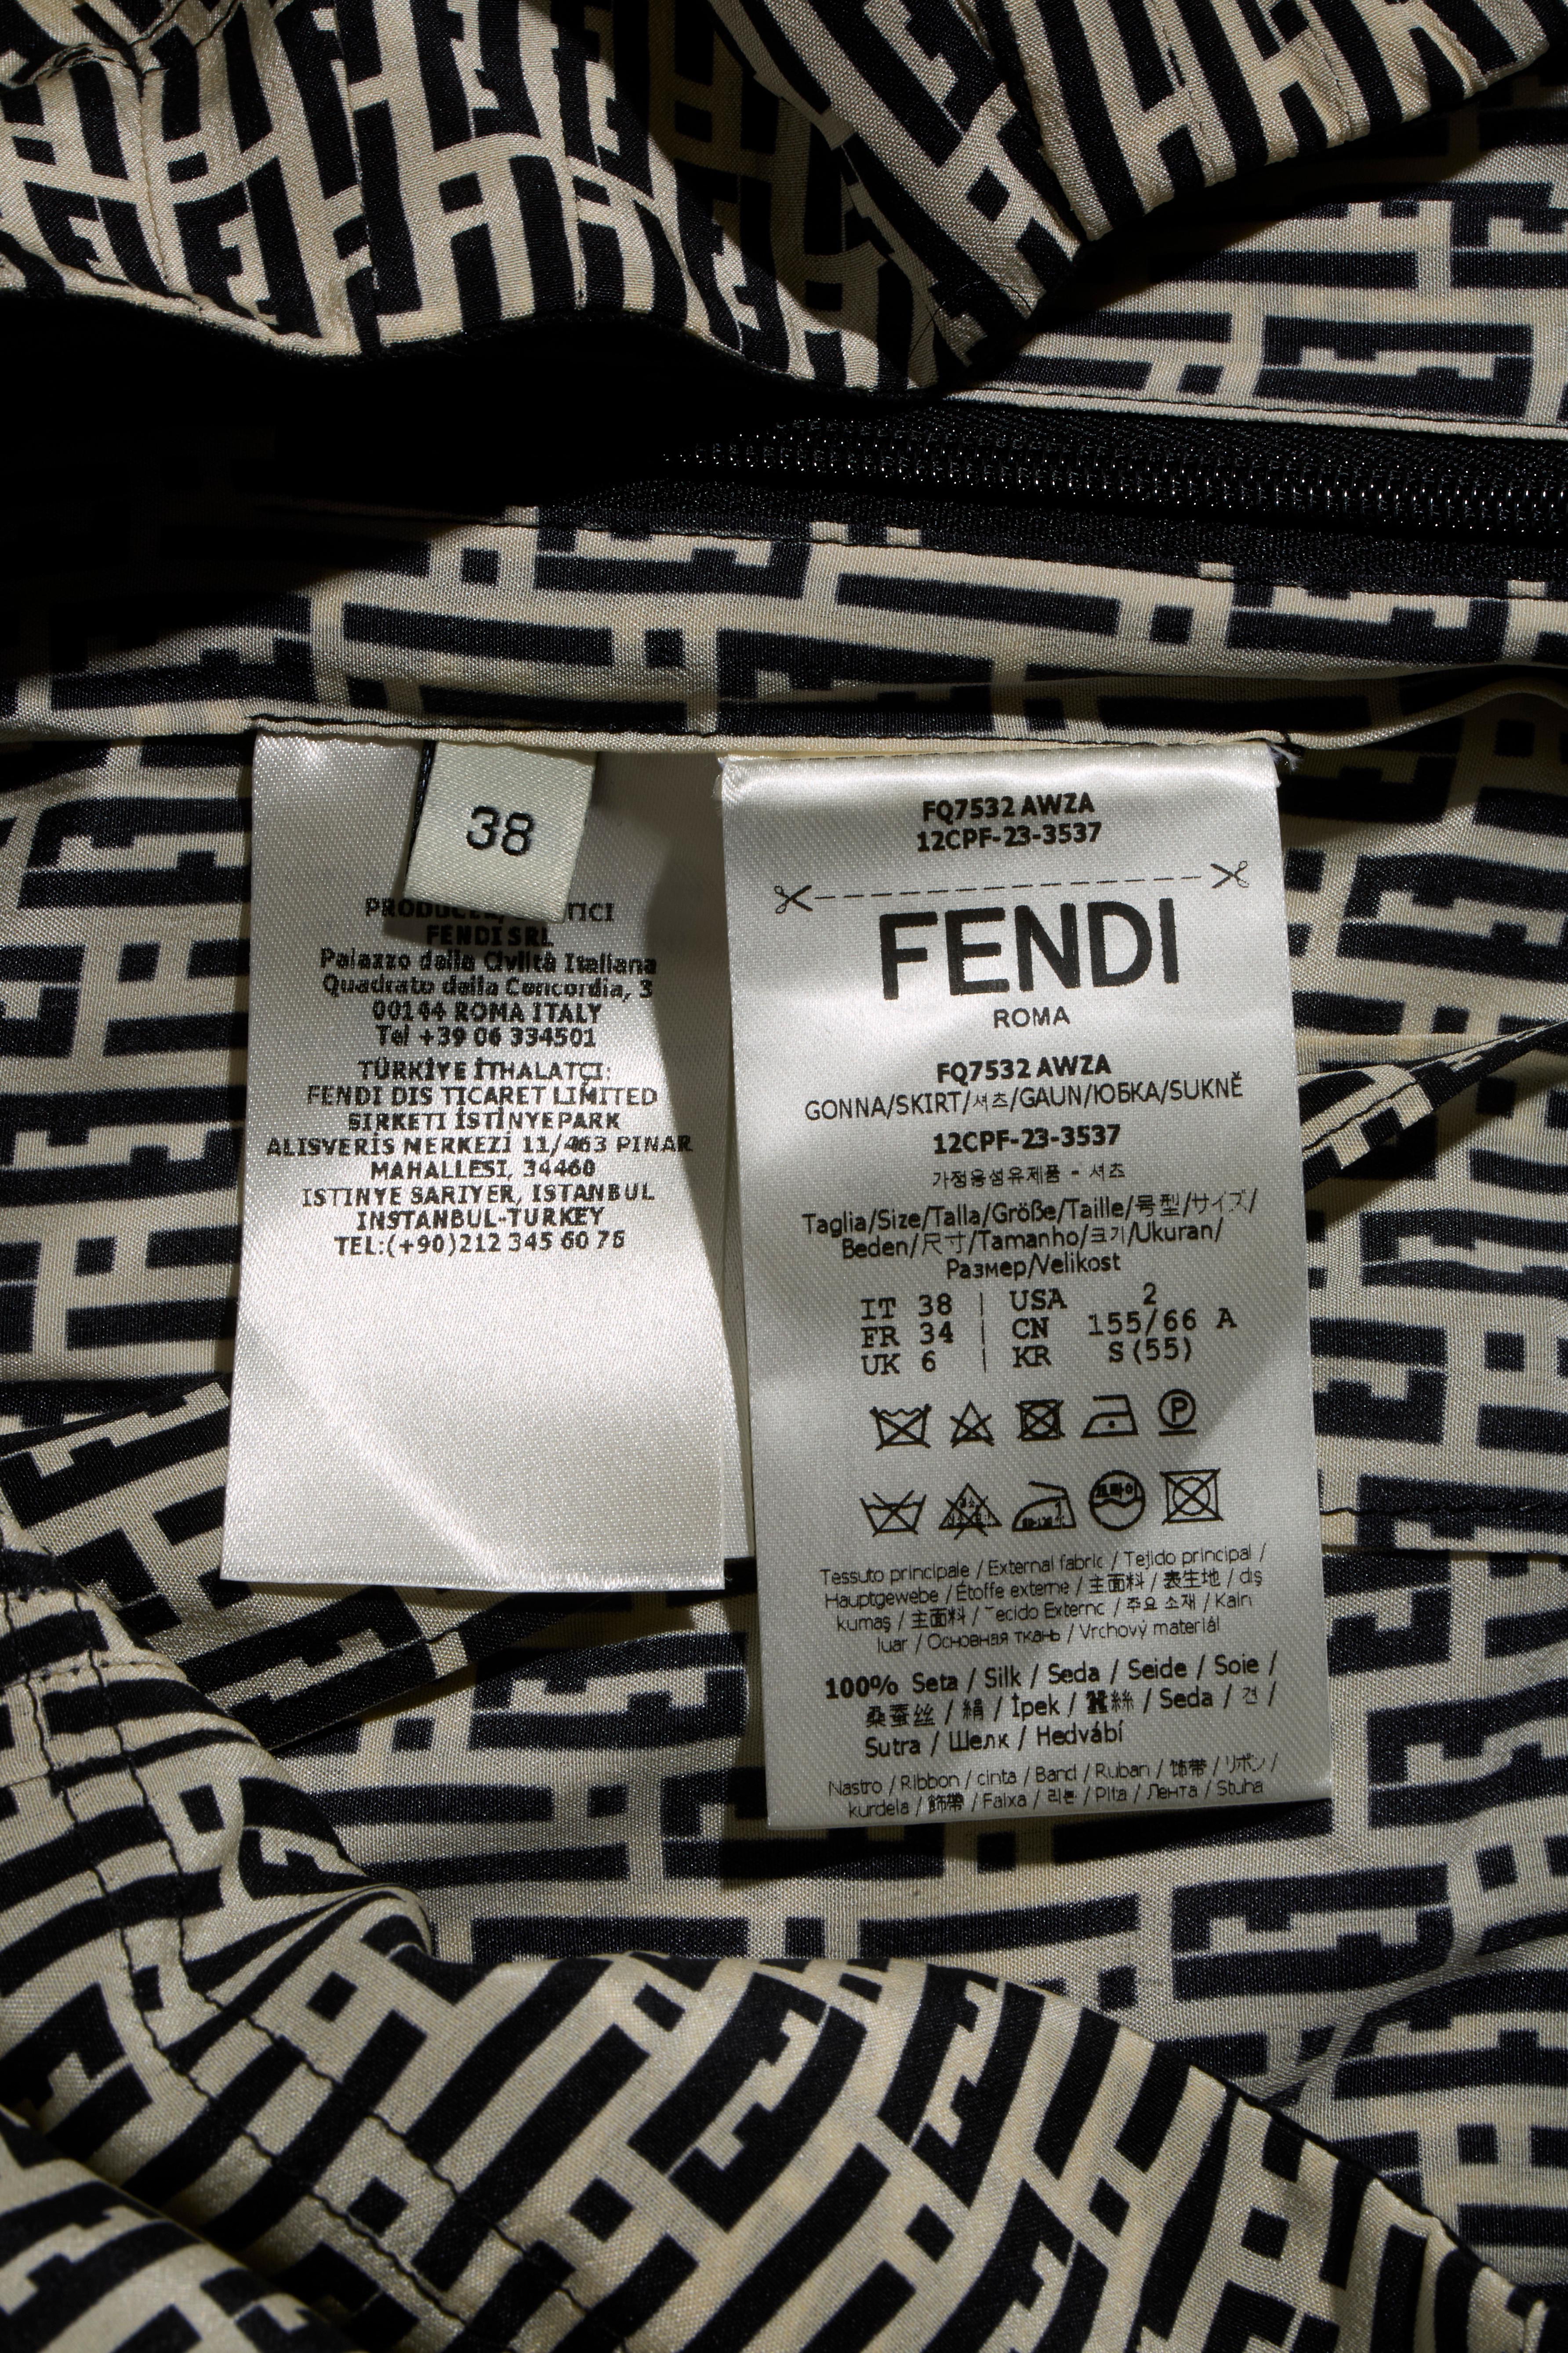 38
FENDI SRL
Palazzo della Civiltà Italiana
Quadrato della Concordia, 3
00144 ROMA ITALY
Tel +39 06 334501
TÜRKİYE İTHALATÇI:
FENDI DIS TICARET LIMITED
SIRKETI İSTİNYEPARK
ALISVERİS MERKEZİ 11/463 PINAR
MAHALLESI, 34460
ISTINYE SARIYER, ISTANBUL
INSTANBUL-TURKEY
TEL:(+90)212 345 60 76
FQ7532 AWZA
12CPF-23-3537
FENDI
ROMA
FQ7532 AWZA
GONNA/SKIRT/셔츠/GAUN/ЮБКА/SUKNĚ
12CPF-23-3537
가정용섬유제품 - 셔츠
Taglia/Size/Talla/Größe/Taille/号型/サイズ/
Beden/尺寸/Tamanho/크기/Ukuran/
Размер/Velikost
IT 38 | USA 2
FR 34 | CN 155/66 A
UK 6 | KR S(55)
P
Tessuto principale / External fabric / Tejido principal /
Hauptgewebe / Étoffe externe / 主面料 / 表生地 / dış
kumaş / 主面料 / Tecido Externo / 주요 소재 / Kain
luar / Основная ткань / Vrchový materiál
100% Seta / Silk / Seda / Seide / Soie /
桑蚕丝 / 絹 / İpek / 蠶絲 / Seda / 견 /
Sutra / Шелк / Hedvábí
Nastro / Ribbon / cinta / Band / Ruban / 饰带 / リボン /
kurdela / 飾帶 / Faixa / 리본 / Pita / Лента / Stuha